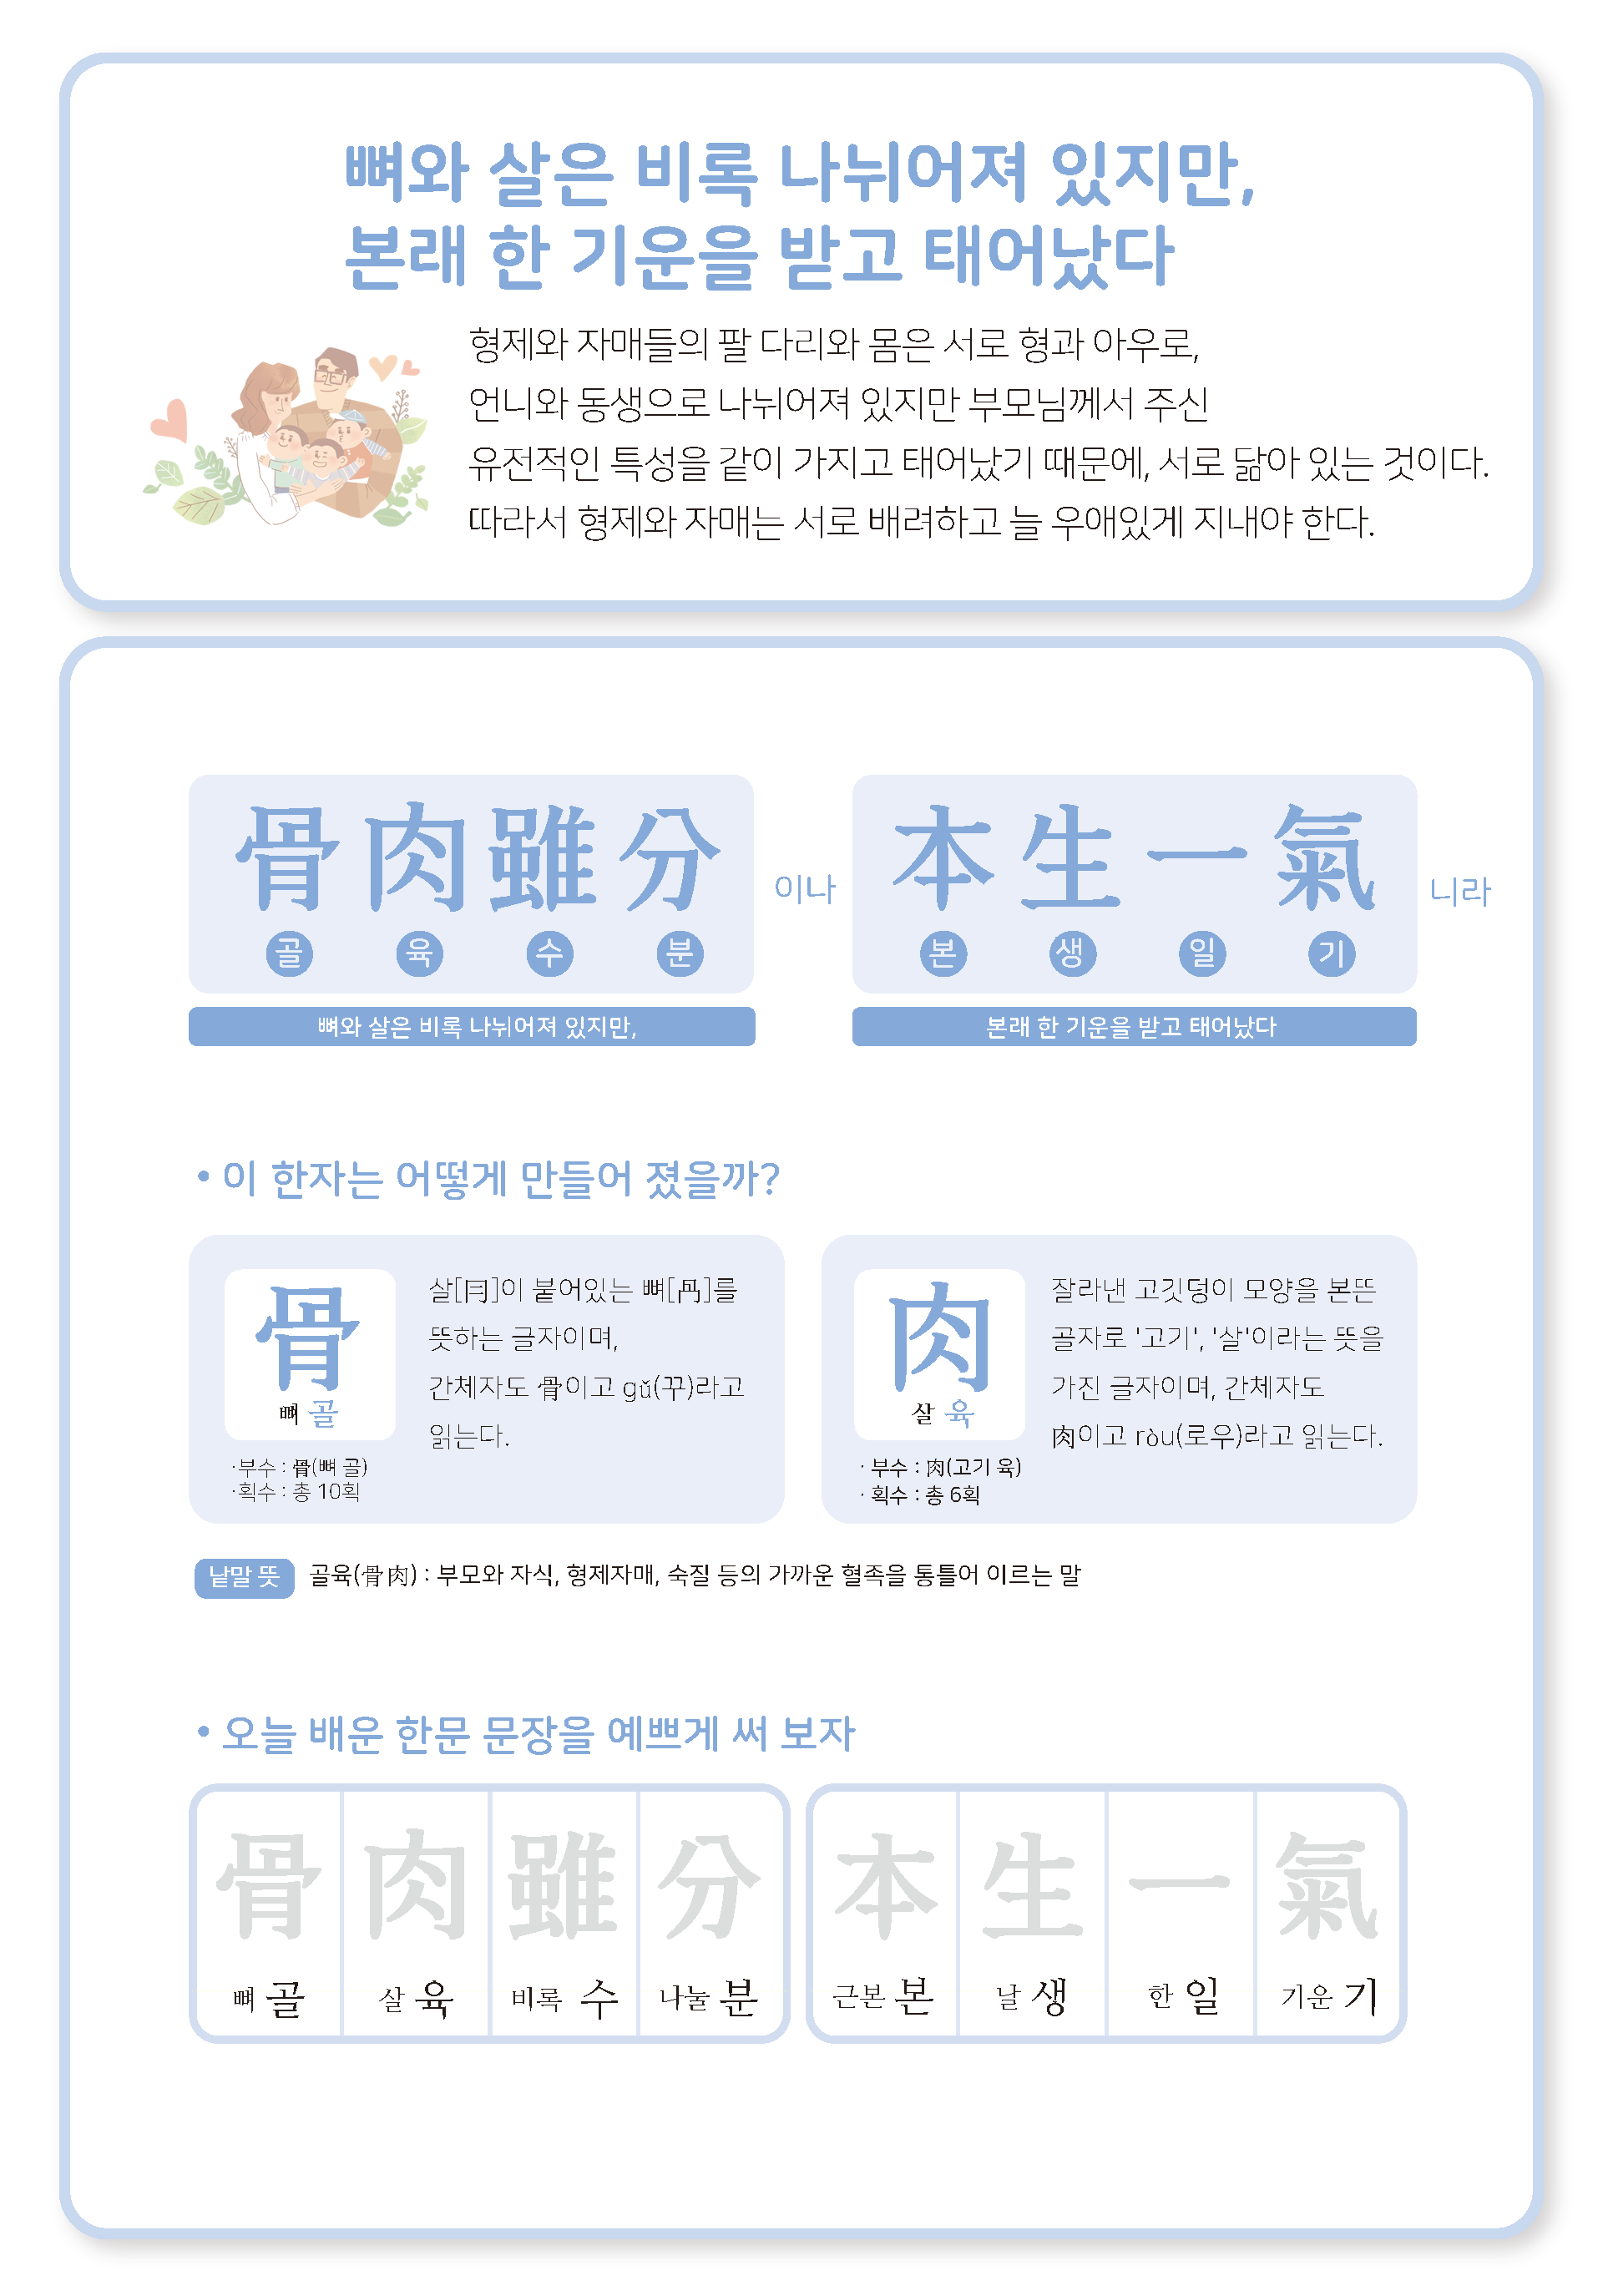 뼈와 살은 비록 나뉘어져 있지만,
본래 한 기운을 받고 태어났다
형제와 자매들의 팔 다리와 몸은 서로 형과 아우로,
언니와 동생으로 나뉘어져 있지만 부모님께서 주신
유전적인 특성을 같이 가지고 태어났기 때문에, 서로 닮아 있는 것이다.
따라서 형제와 자매는 서로 배려하고 늘 우애있게 지내야 한다.
骨肉雖分 이나 本生一氣 니라
골 육 수 분 본 생 일 기
뼈와 살은 비록 나뉘어져 있지만, 본래 한 기운을 받고 태어났다
• 이 한자는 어떻게 만들어 졌을까?
骨
뼈 골
·부수 : 骨(뼈 골)
·획수 : 총 10획
살[⺝]이 붙어있는 뼈[冎]를
뜻하는 글자이며,
간체자도 骨이고 gǔ(꾸)라고
읽는다.
肉
살 육
· 부수 : 肉(고기 육)
· 획수 : 총 6획
잘라낸 고깃덩이 모양을 본뜬
골자로 '고기', '살'이라는 뜻을
가진 글자이며, 간체자도
肉이고 ròu(로우)라고 읽는다.
낱말 뜻 골육(骨肉) : 부모와 자식, 형제자매, 숙질 등의 가까운 혈족을 통틀어 이르는 말
• 오늘 배운 한문 문장을 예쁘게 써 보자
骨 肉 雖 分 本 生 一 氣
뼈 골 살 육 비록 수 나눌 분 근본 본 날 생 한 일 기운 기